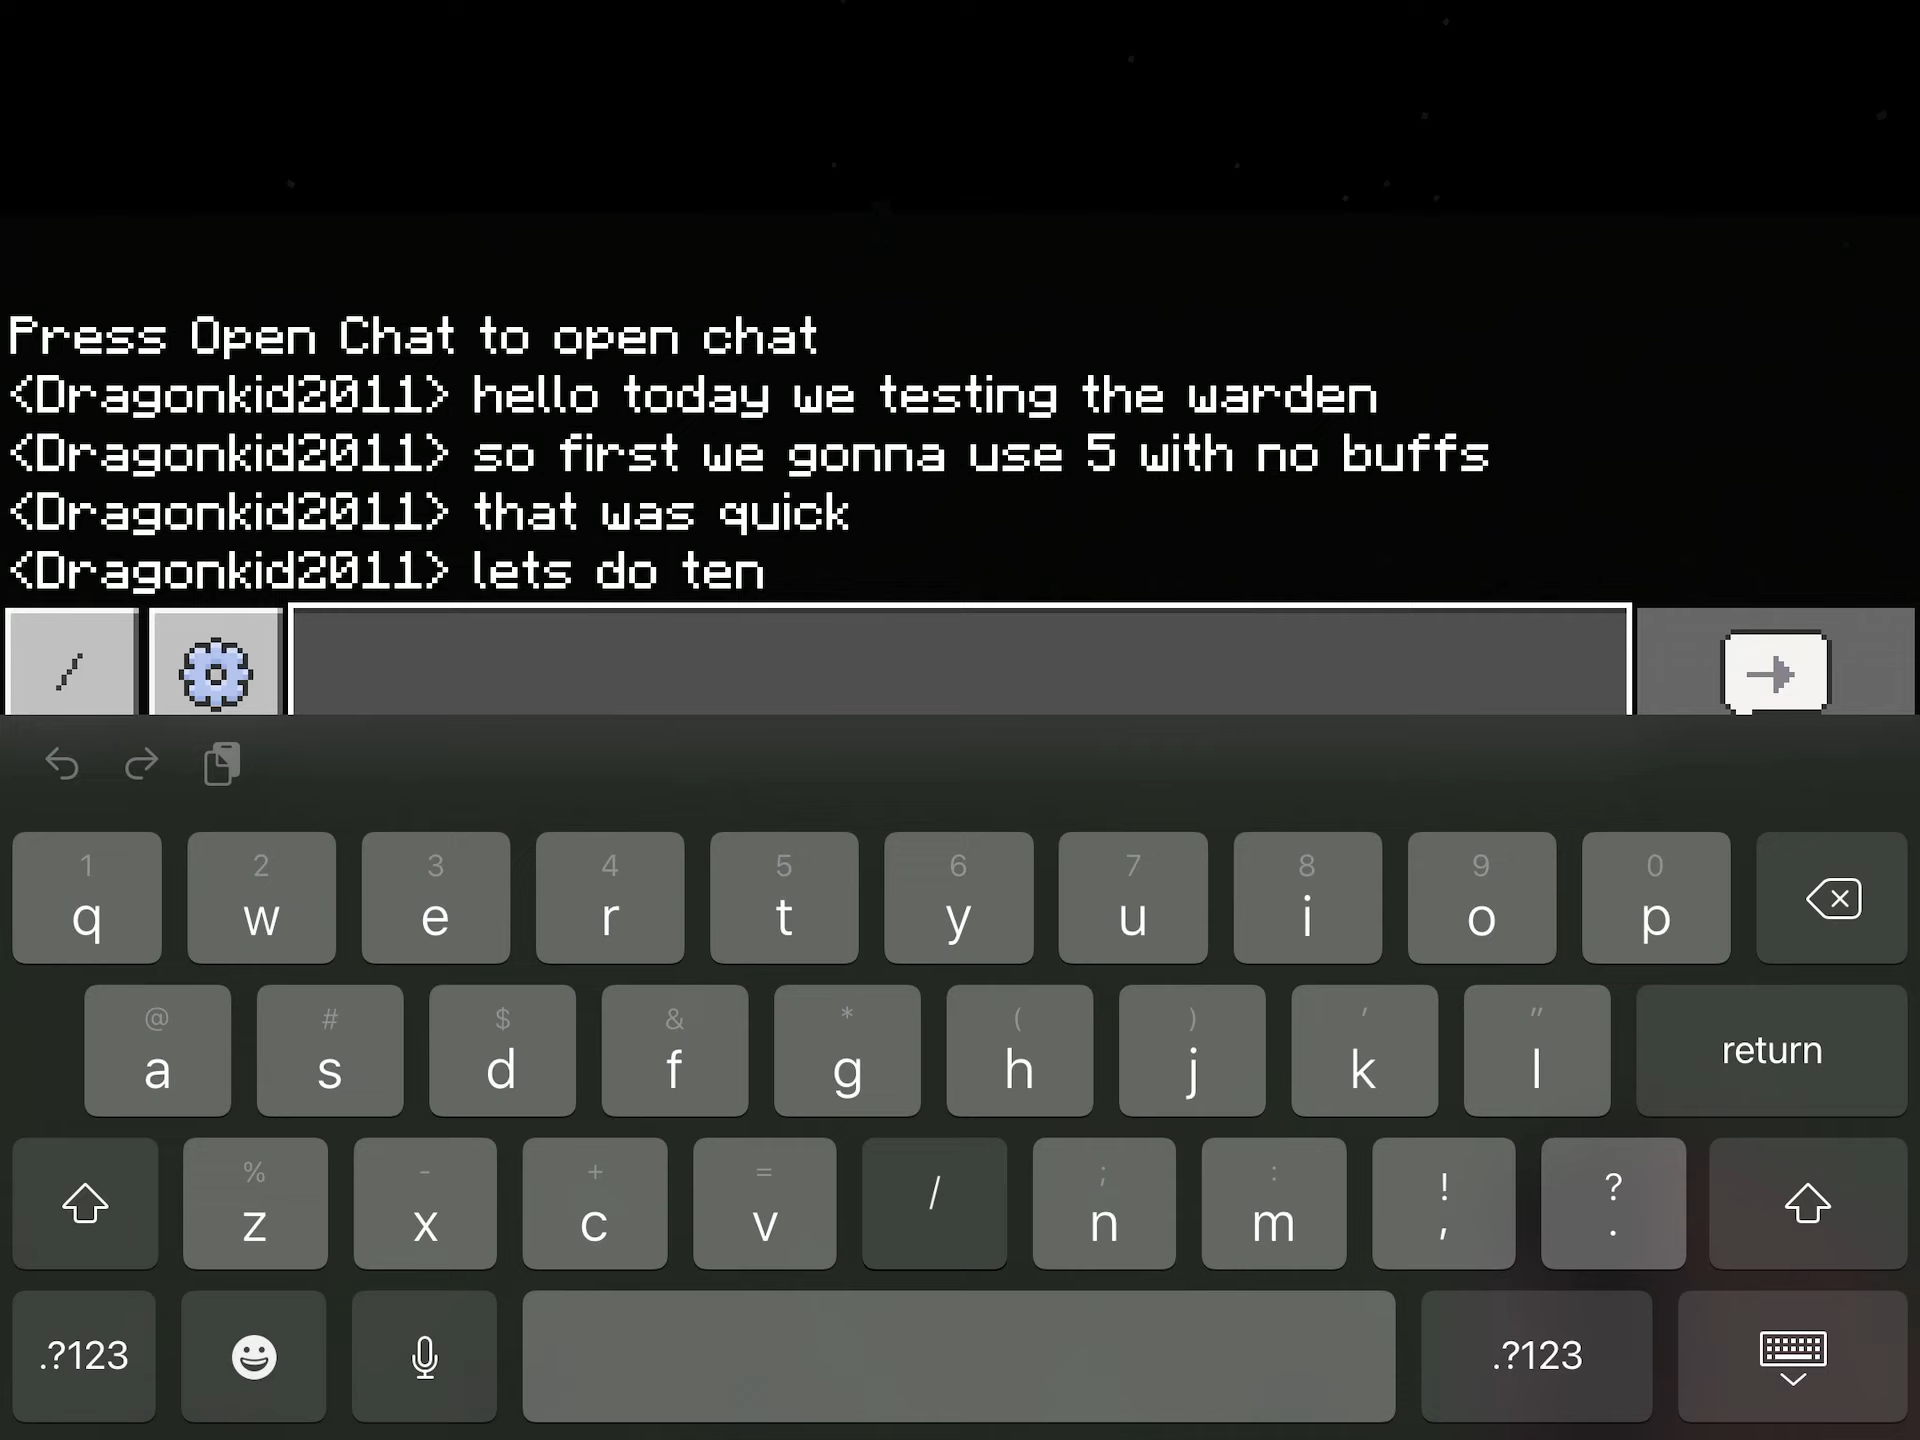 Press Open Chat to open chat
<Dragonkid2011> hello today we testing the warden
<Dragonkid2011> so first we gonna use 5 with no buffs
<Dragonkid2011> that was quick
<Dragonkid2011> lets do ten
/
1 2 3 4 5 6 7 8 9 0
q w e r t y u i o p
@ # $ & * ( ) ' "
a s d f g h j k l return
% - + = / ; : ! ?
z x c v n m , .
.?123 .?123